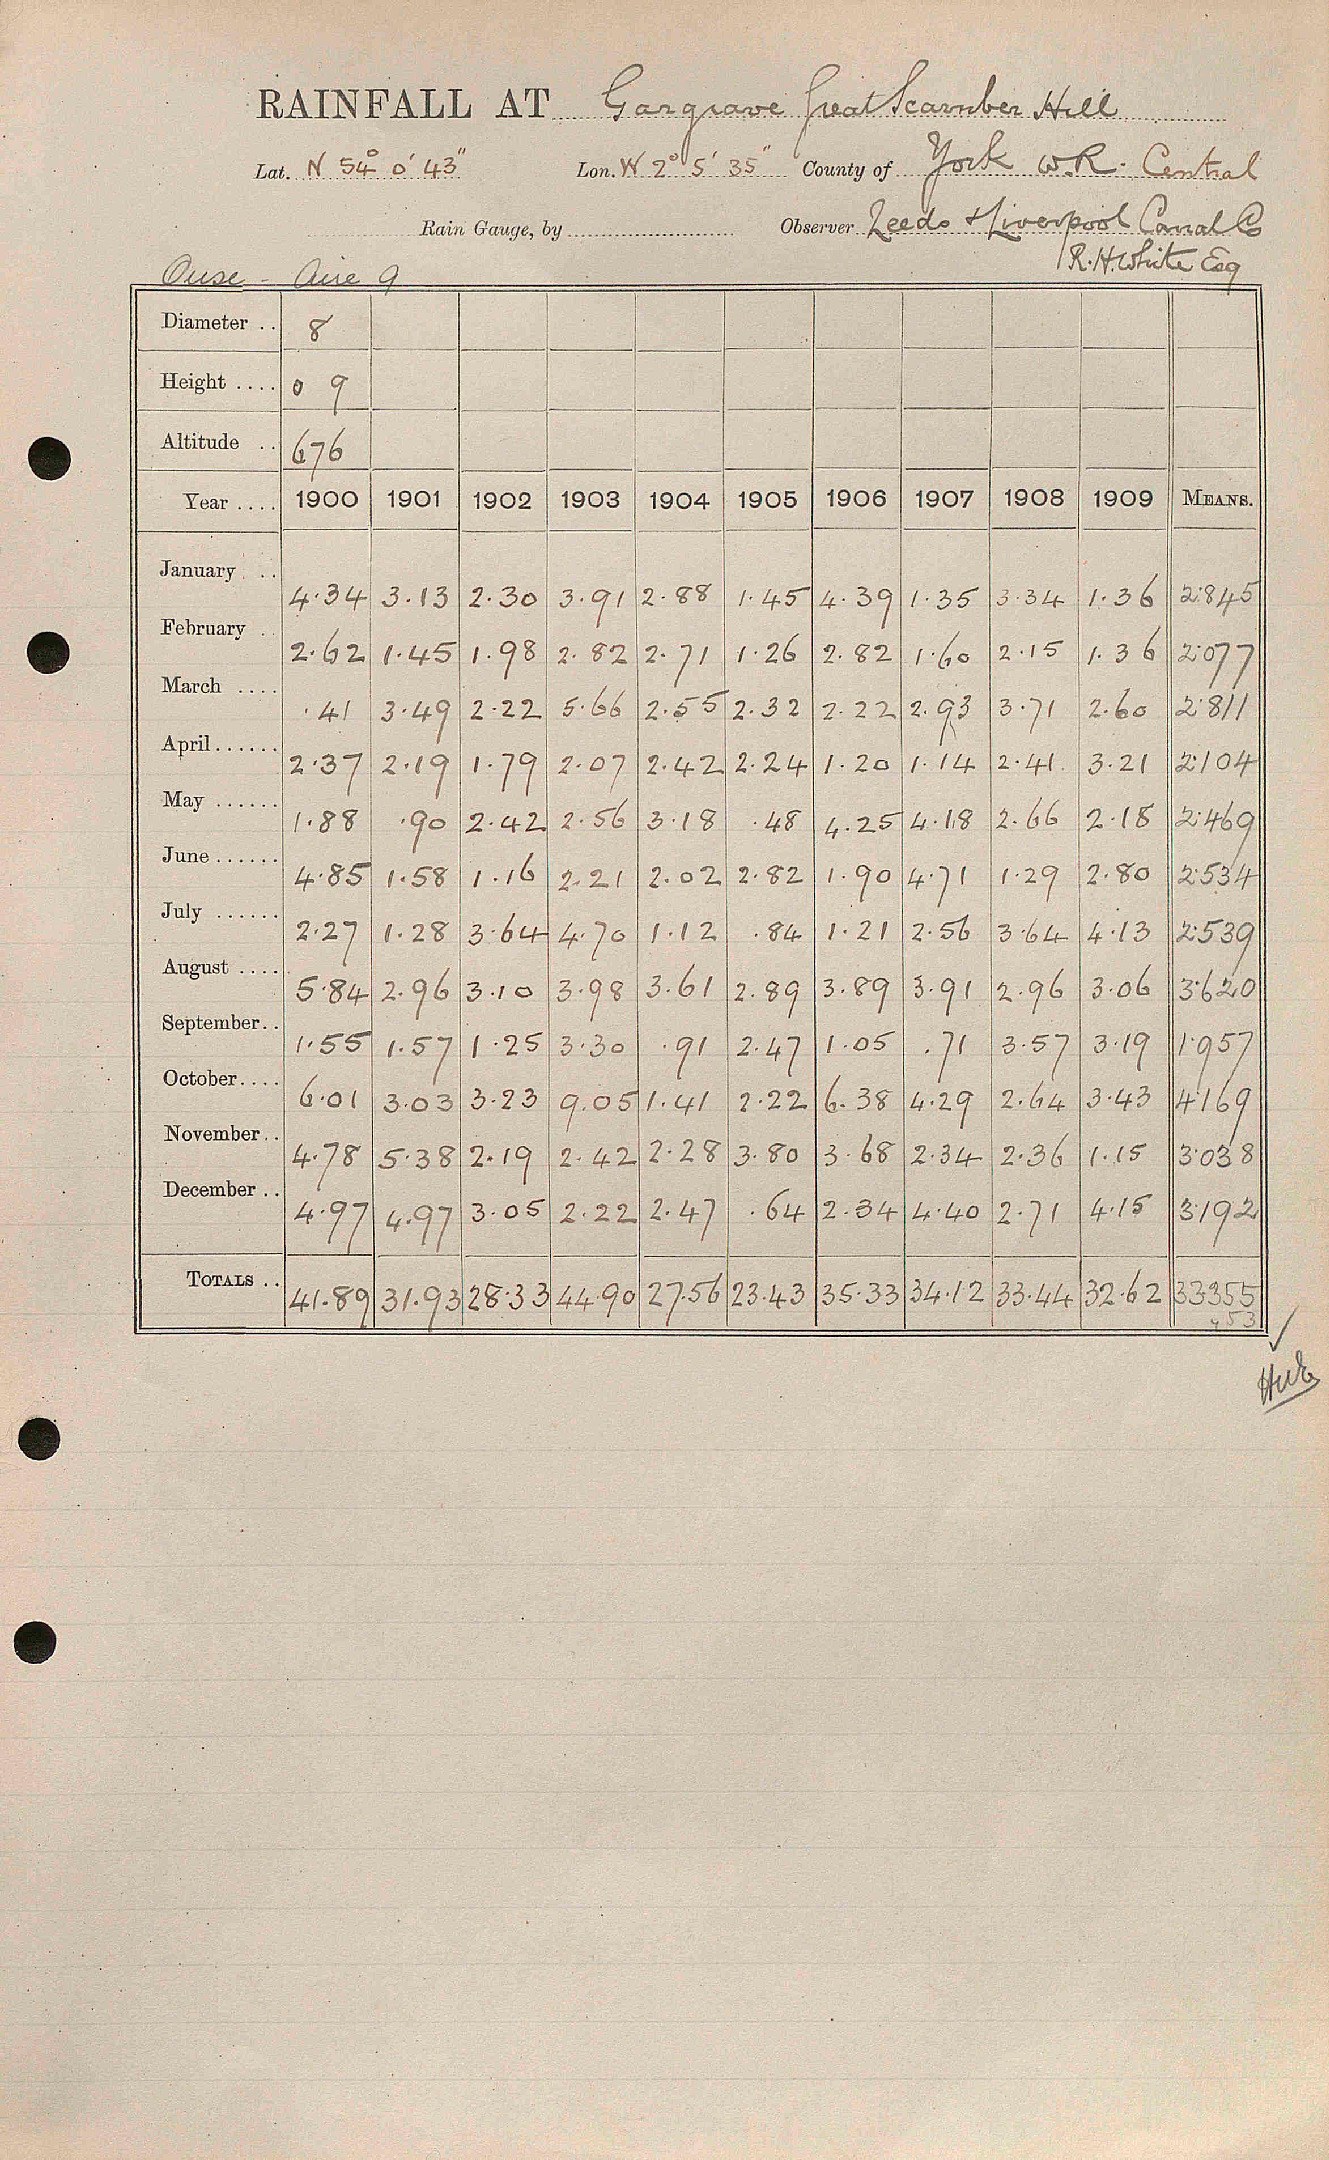 RAINFALL AT Gargrave Great Scamber Hill
Lat. N 54° 0' 43" Lon. W 2° 5' 35" County of York W.R. Central
Rain Gauge, by Observer Leeds & Liverpool Canal Co
R.H. White Esq
Ouse - Aire 9
Diameter .. 8
Height .... 0 9
Altitude .. 676
Year .... 1900 1901 1902 1903 1904 1905 1906 1907 1908 1909 MEANS.
January .. 4.34 3.13 2.30 3.91 2.88 1.45 4.39 1.35 3.34 1.36 2.845
February .. 2.62 1.45 1.98 2.82 2.71 1.26 2.82 1.60 2.15 1.36 2.077
March .... .41 3.49 2.22 5.66 2.55 2.32 2.22 2.93 3.71 2.60 2.811
April ...... 2.37 2.19 1.79 2.07 2.42 2.24 1.20 1.14 2.41 3.21 2.104
May ...... 1.88 .90 2.42 2.56 3.18 .48 4.25 4.18 2.66 2.18 2.469
June ...... 4.85 1.58 1.16 2.21 2.02 2.82 1.90 4.71 1.29 2.80 2.534
July ...... 2.27 1.28 3.64 4.70 1.12 .84 1.21 2.56 3.64 4.13 2.539
August .... 5.84 2.96 3.10 3.98 3.61 2.89 3.89 3.91 2.96 3.06 3.620
September.. 1.55 1.57 1.25 3.30 .91 2.47 1.05 .71 3.57 3.19 1.957
October.... 6.01 3.03 3.23 9.05 1.41 2.22 6.38 4.29 2.64 3.43 4.169
November.. 4.78 5.38 2.19 2.42 2.28 3.80 3.68 2.34 2.36 1.15 3.038
December .. 4.97 4.97 3.05 2.22 2.47 .64 2.34 4.40 2.71 4.15 3.192
TOTALS .. 41.89 31.93 28.33 44.90 27.56 23.43 35.33 34.12 33.44 32.62 33355